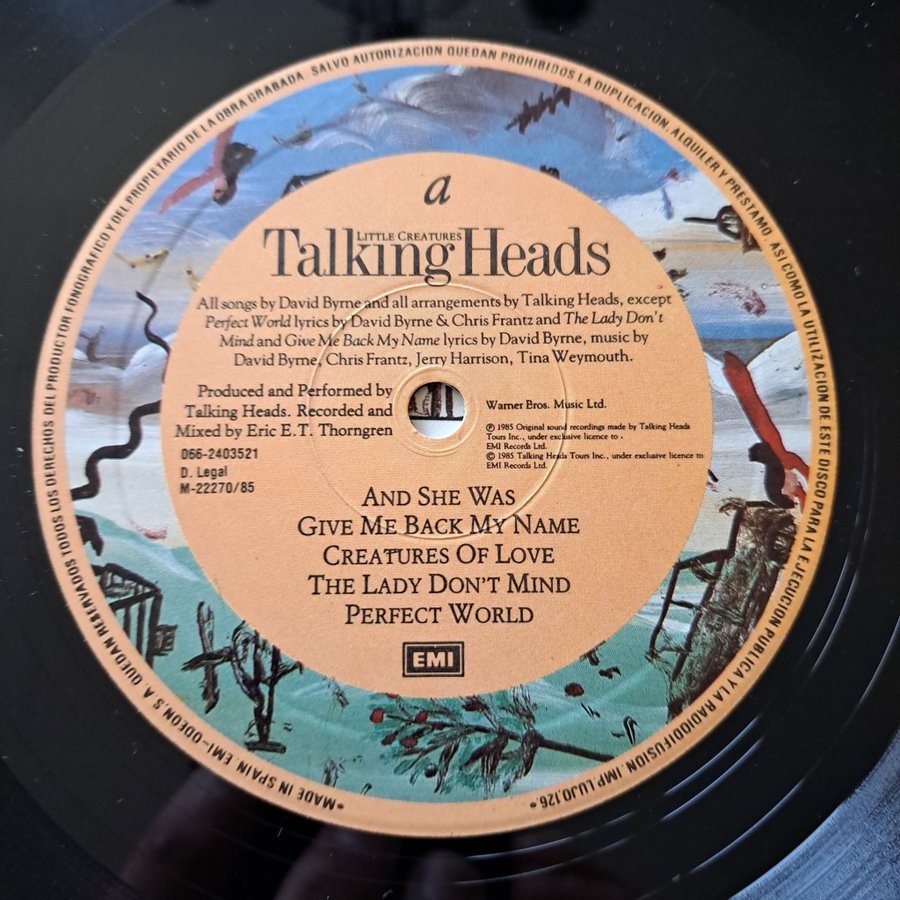 a
LITTLE CREATURES
Talking Heads
All songs by David Byrne and all arrangements by Talking Heads, except
Perfect World lyrics by David Byrne & Chris Frantz and The Lady Don't
Mind and Give Me Back My Name lyrics by David Byrne, music by
David Byrne, Chris Frantz, Jerry Harrison, Tina Weymouth.
Produced and Performed by
Talking Heads. Recorded and
Mixed by Eric E.T. Thorngren
066-2403521
D. Legal
M-22270/85
Warner Bros. Music Ltd.
℗ 1985 Original sound recordings made by Talking Heads
Tours Inc., under exclusive licence to
EMI Records Ltd.
© 1985 Talking Heads Tours Inc., under exclusive licence to
EMI Records Ltd.
AND SHE WAS
GIVE ME BACK MY NAME
CREATURES OF LOVE
THE LADY DON'T MIND
PERFECT WORLD
EMI
•MADE IN SPAIN. EMI-ODEON, S. A. QUEDAN RESERVADOS TODOS LOS DERECHOS DEL PRODUCTOR FONOGRAFICO Y DEL PROPIETARIO DE LA OBRA GRABADA. SALVO AUTORIZACION QUEDAN PROHIBIDOS LA DUPLICACION, ALQUILER Y PRESTAMO, ASI COMO LA UTILIZACION DE ESTE DISCO PARA LA EJECUCION PUBLICA Y LA RADIODIFUSION. IMP. LUJO,126•